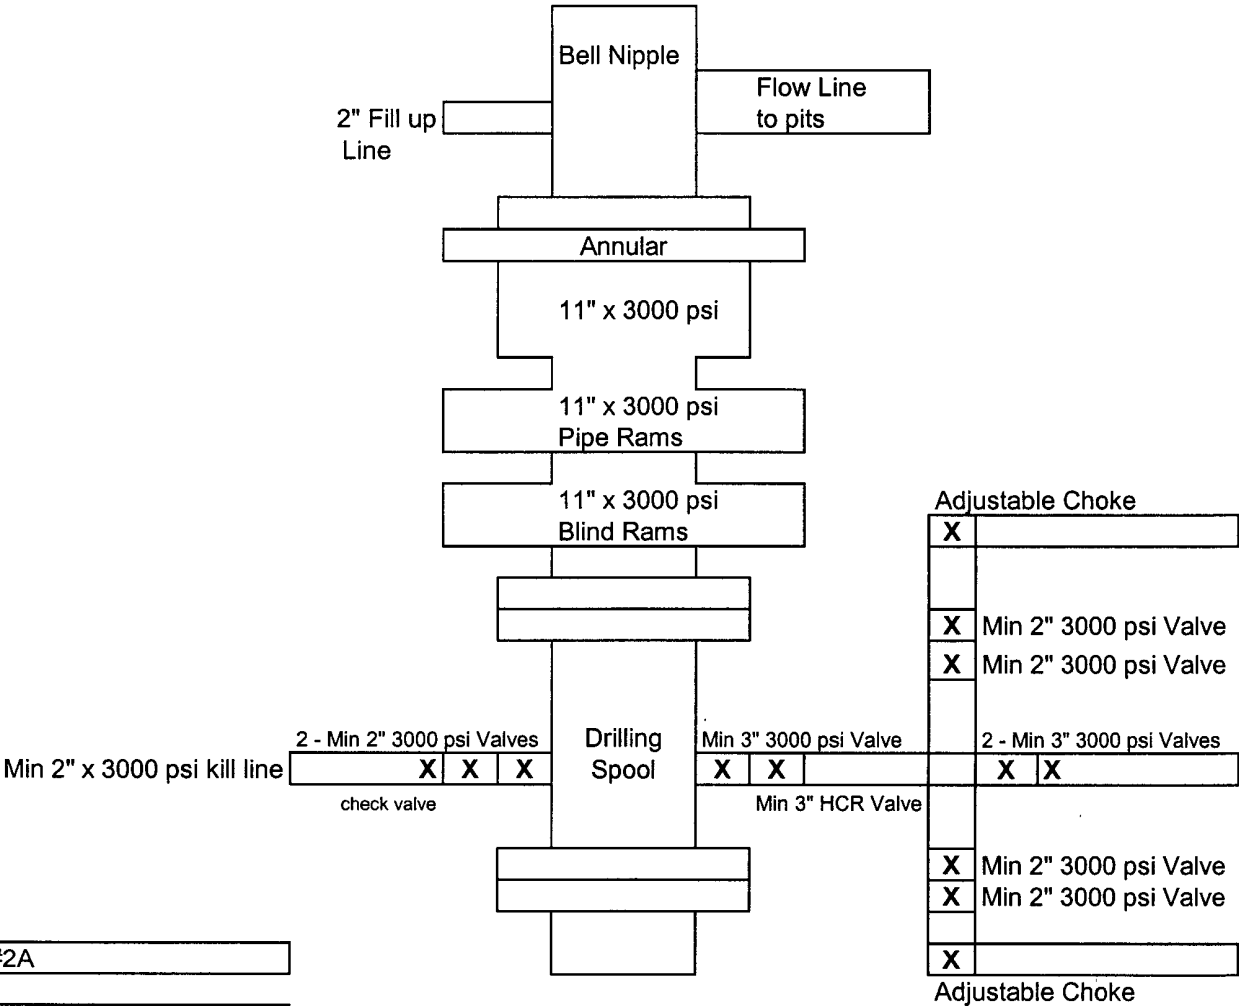 Bell Nipple
Flow Line
to pits
2" Fill up
Line
Annular
11" x 3000 psi
11" x 3000 psi
Pipe Rams
11" x 3000 psi
Blind Rams
Adjustable Choke
X
X Min 2" 3000 psi Valve
X Min 2" 3000 psi Valve
2 - Min 2" 3000 psi Valves
Drilling
Spool
Min 3" 3000 psi Valve
2 - Min 3" 3000 psi Valves
Min 2" x 3000 psi kill line
X X X
X X
X X
check valve
Min 3" HCR Valve
X Min 2" 3000 psi Valve
X Min 2" 3000 psi Valve
2A
X
Adjustable Choke